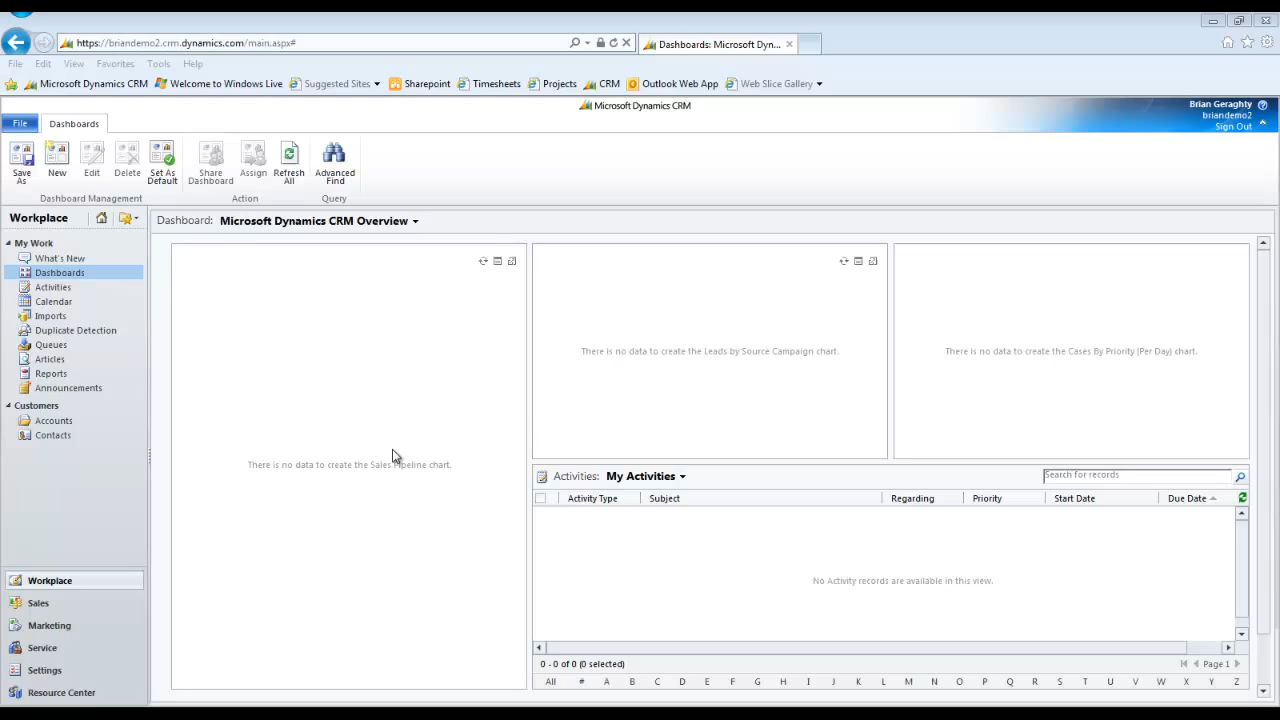 https://briandemo2.crm.dynamics.com/main.aspx#
Dashboards: Microsoft Dyn...
File Edit View Favorites Tools Help
Microsoft Dynamics CRM Welcome to Windows Live Suggested Sites Sharepoint Timesheets Projects CRM Outlook Web App Web Slice Gallery
Microsoft Dynamics CRM
Brian Geraghty
briandemo2
Sign Out
File Dashboards
Save As
New
Edit
Delete
Set As Default
Share Dashboard
Assign
Refresh All
Advanced Find
Dashboard Management Action Query
Workplace
Dashboard: Microsoft Dynamics CRM Overview
My Work
What's New
Dashboards
Activities
Calendar
Imports
Duplicate Detection
Queues
Articles
Reports
Announcements
Customers
Accounts
Contacts
Workplace
Sales
Marketing
Service
Settings
Resource Center
There is no data to create the Sales Pipeline chart.
There is no data to create the Leads by Source Campaign chart.
There is no data to create the Cases By Priority (Per Day) chart.
Activities: My Activities
Search for records
Activity Type Subject Regarding Priority Start Date Due Date
No Activity records are available in this view.
0 - 0 of 0 (0 selected)
Page 1
All # A B C D E F G H I J K L M N O P Q R S T U V W X Y Z